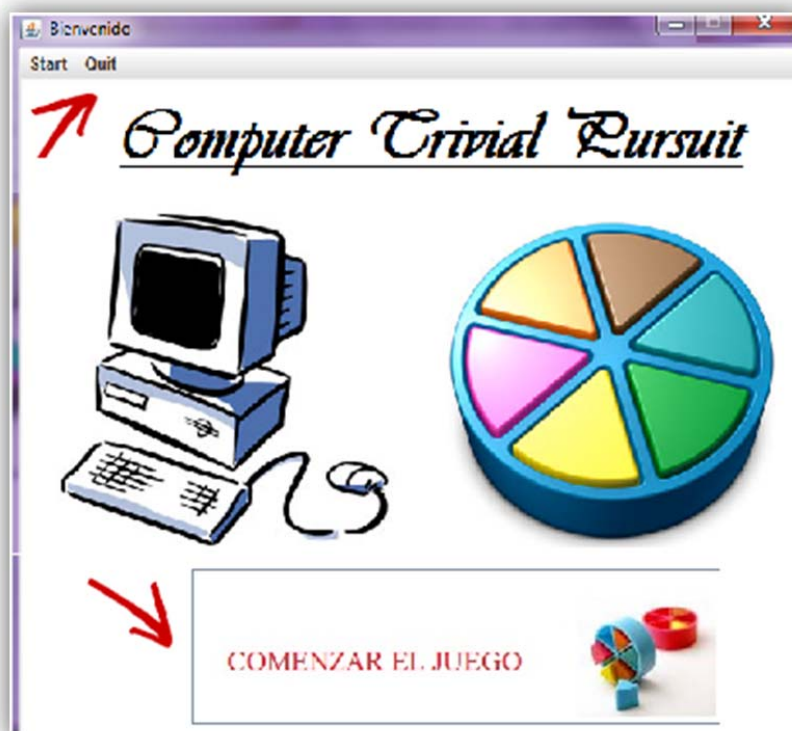 Bienvenido
Start Quit
Computer Trivial Pursuit
COMENZAR EL JUEGO